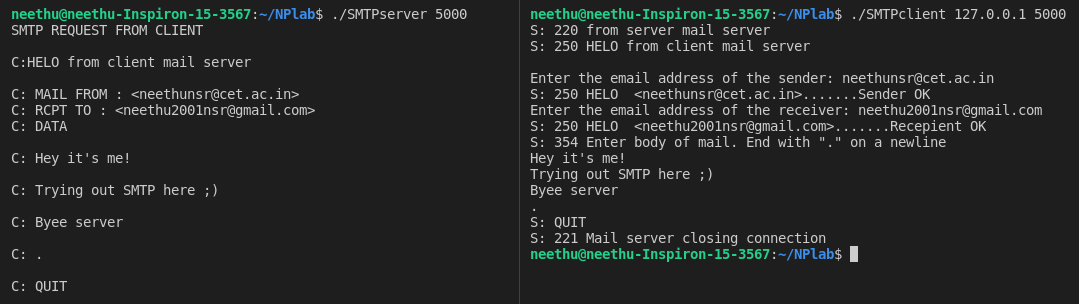 neethu@neethu-Inspiron-15-3567:~/NPlab$ ./SMTPserver 5000
SMTP REQUEST FROM CLIENT
C:HELO from client mail server
C: MAIL FROM : <neethunsr@cet.ac.in>
C: RCPT TO : <neethu2001nsr@gmail.com>
C: DATA
C: Hey it's me!
C: Trying out SMTP here ;)
C: Byee server
C: .
C: QUIT
neethu@neethu-Inspiron-15-3567:~/NPlab$ ./SMTPclient 127.0.0.1 5000
S: 220 from server mail server
S: 250 HELO from client mail server
Enter the email address of the sender: neethunsr@cet.ac.in
S: 250 HELO  <neethunsr@cet.ac.in>.......Sender OK
Enter the email address of the receiver: neethu2001nsr@gmail.com
S: 250 HELO  <neethu2001nsr@gmail.com>.......Recepient OK
S: 354 Enter body of mail. End with "." on a newline
Hey it's me!
Trying out SMTP here ;)
Byee server
.
S: QUIT
S: 221 Mail server closing connection
neethu@neethu-Inspiron-15-3567:~/NPlab$